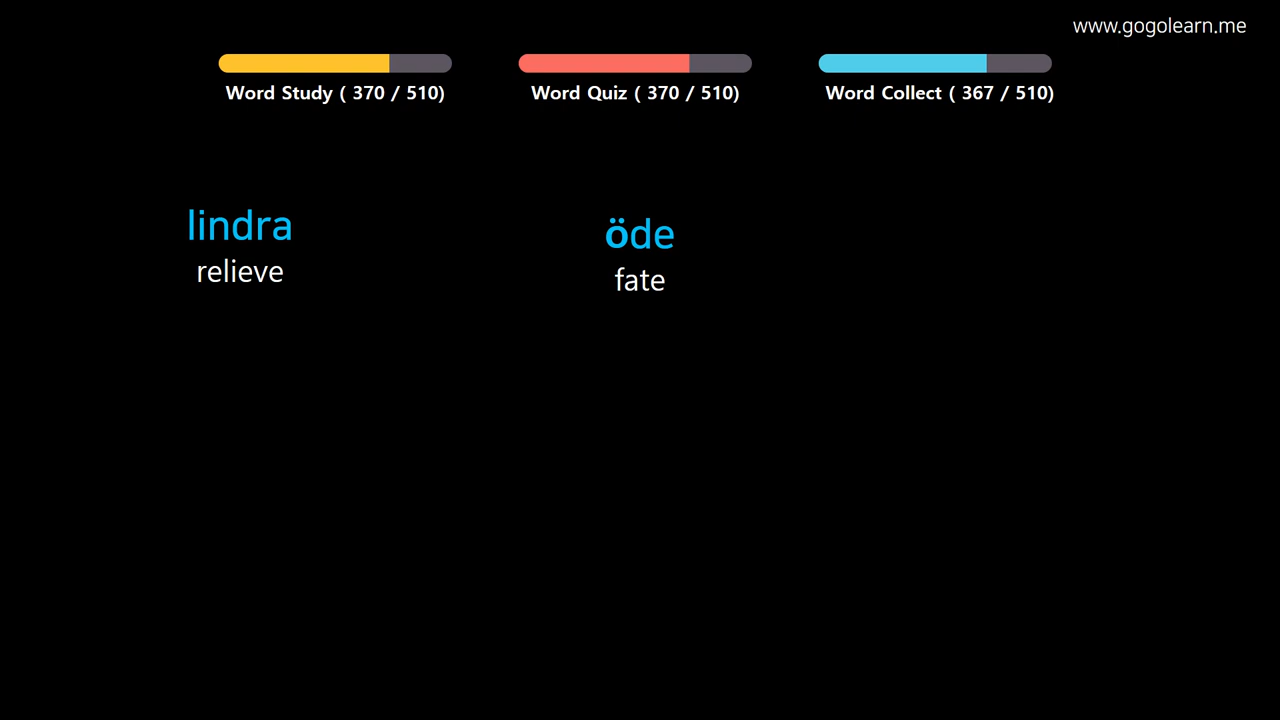 www.gogolearn.me
Word Study ( 370 / 510)
Word Quiz ( 370 / 510)
Word Collect ( 367 / 510)
lindra
relieve
öde
fate